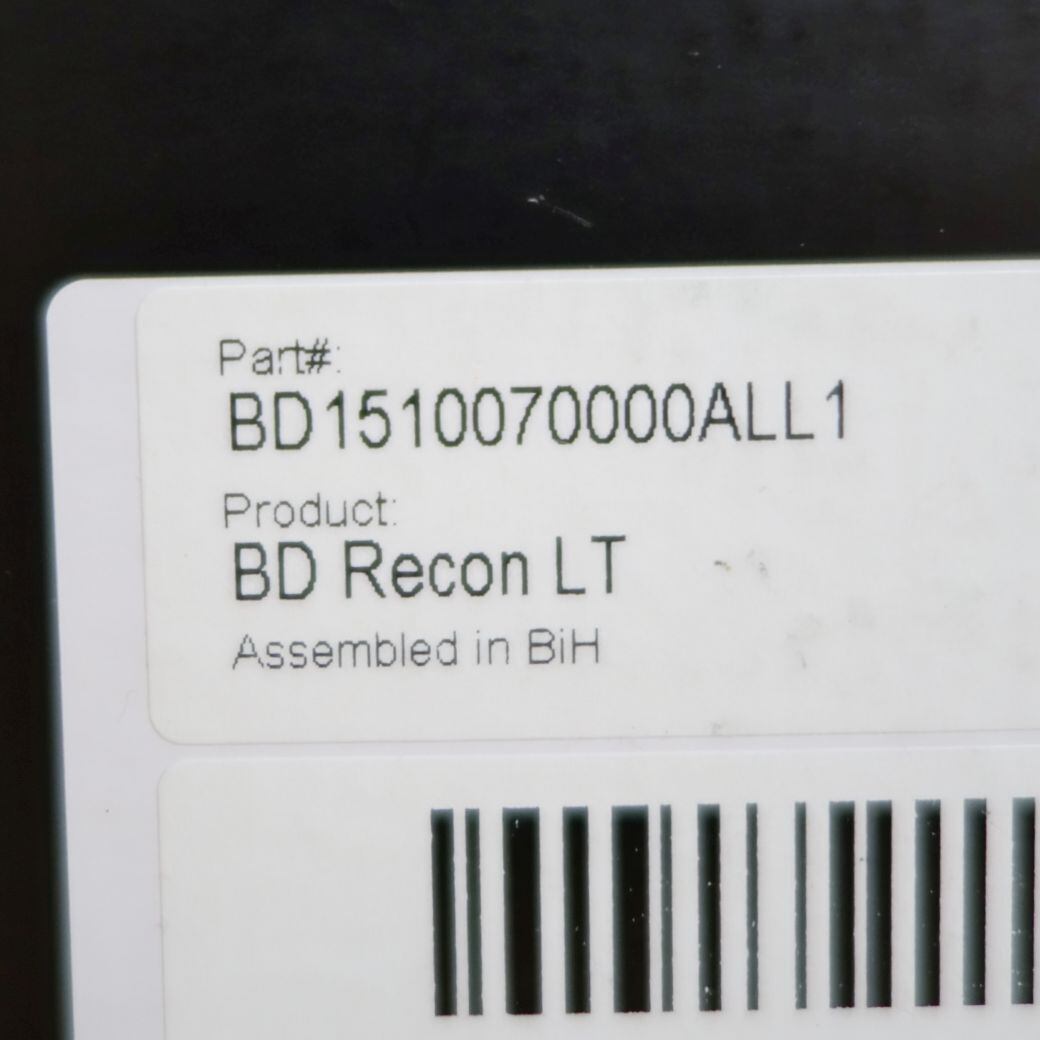 Part#:
BD1510070000ALL1
Product:
BD Recon LT
Assembled in BiH